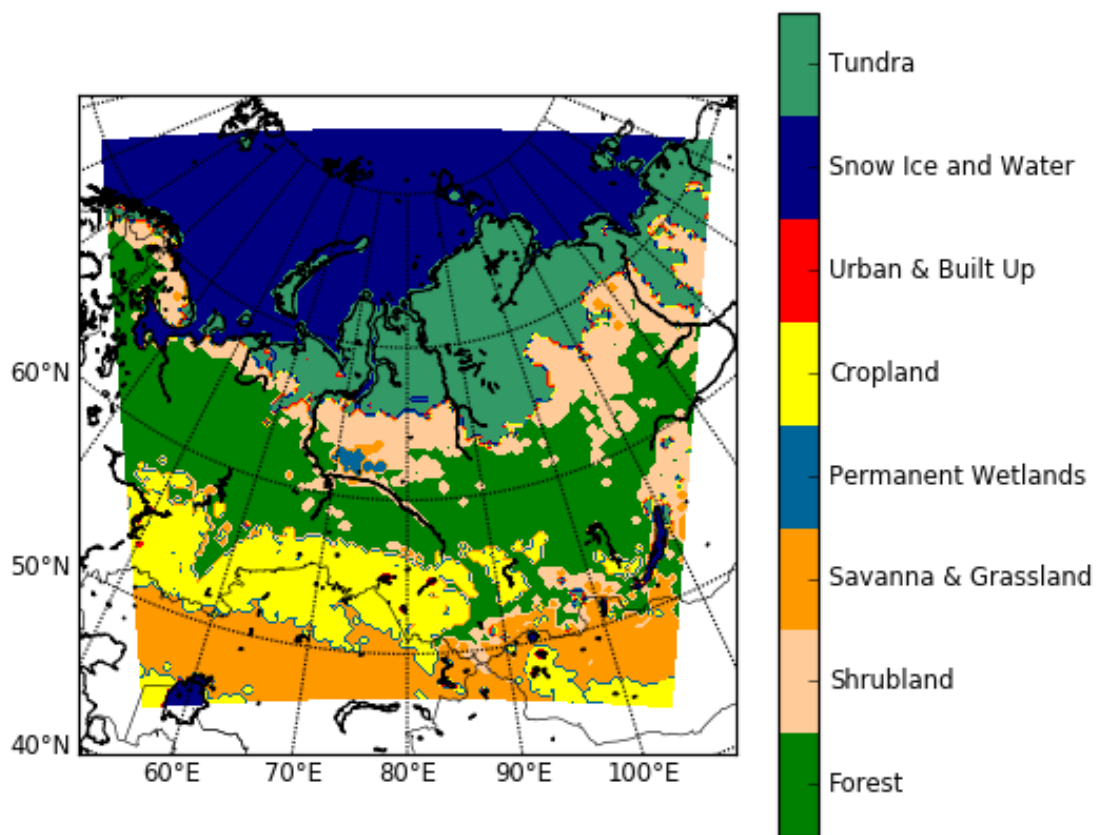 Tundra
Snow Ice and Water
Urban & Built Up
Cropland
Permanent Wetlands
Savanna & Grassland
Shrubland
Forest
60°N
50°N
40°N
60°E
70°E
80°E
90°E
100°E